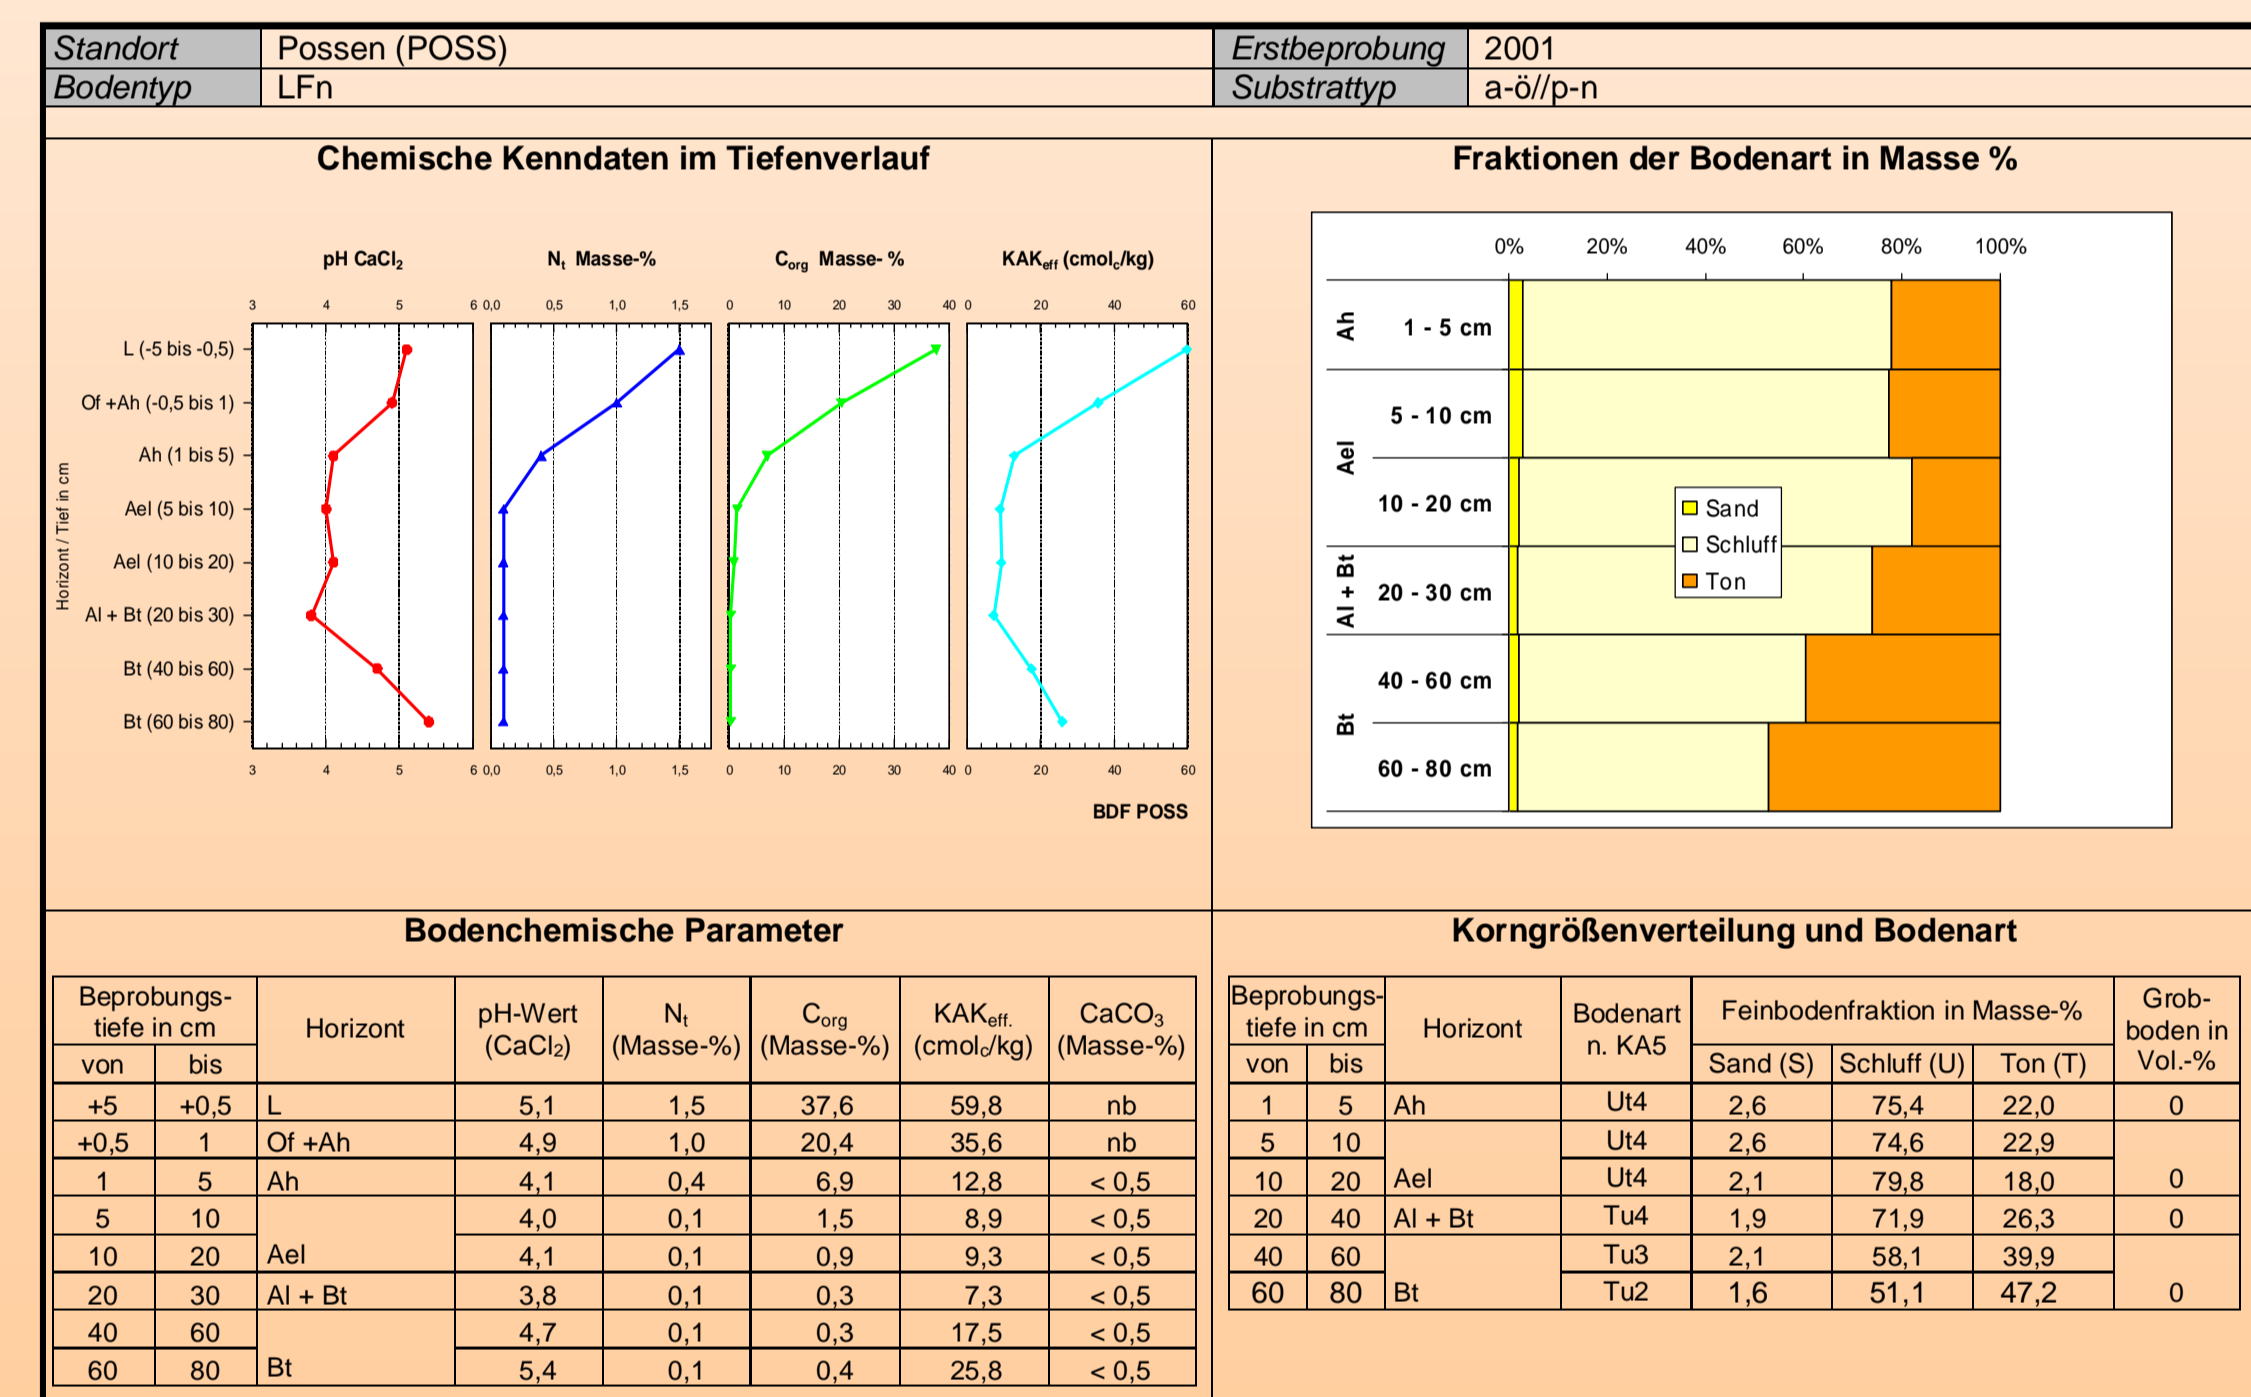 Standort Possen (POSS) Erstbeprobung 2001
Bodentyp LFn Substrattyp a-ö//p-n
Chemische Kenndaten im Tiefenverlauf
pH CaCl₂ Nₜ Masse-% C_org Masse- % KAK_eff (cmol_c/kg)
3 4 5 6 0,0 0,5 1,0 1,5 0 10 20 30 40 0 20 40 60
Horizont / Tief in cm
L (-5 bis -0,5)
Of +Ah (-0,5 bis 1)
Ah (1 bis 5)
Ael (5 bis 10)
Ael (10 bis 20)
Al + Bt (20 bis 30)
Bt (40 bis 60)
Bt (60 bis 80)
3 4 5 6 0,0 0,5 1,0 1,5 0 10 20 30 40 0 20 40 60
BDF POSS
Fraktionen der Bodenart in Masse %
0% 20% 40% 60% 80% 100%
Ah 1 - 5 cm
5 - 10 cm
Ael
10 - 20 cm
Al + Bt 20 - 30 cm
40 - 60 cm
Bt
60 - 80 cm
Sand
Schluff
Ton
Bodenchemische Parameter
Beprobungs-
tiefe in cm
von bis
Horizont
pH-Wert
(CaCl₂)
Nₜ
(Masse-%)
C_org
(Masse-%)
KAK_eff.
(cmol_c/kg)
CaCO₃
(Masse-%)
+5 +0,5 L 5,1 1,5 37,6 59,8 nb
+0,5 1 Of +Ah 4,9 1,0 20,4 35,6 nb
1 5 Ah 4,1 0,4 6,9 12,8 < 0,5
5 10 4,0 0,1 1,5 8,9 < 0,5
10 20 Ael 4,1 0,1 0,9 9,3 < 0,5
20 30 Al + Bt 3,8 0,1 0,3 7,3 < 0,5
40 60 4,7 0,1 0,3 17,5 < 0,5
60 80 Bt 5,4 0,1 0,4 25,8 < 0,5
Korngrößenverteilung und Bodenart
Beprobungs-
tiefe in cm
von bis
Horizont
Bodenart
n. KA5
Feinbodenfraktion in Masse-%
Sand (S) Schluff (U) Ton (T)
Grob-
boden in
Vol.-%
1 5 Ah Ut4 2,6 75,4 22,0 0
5 10 Ut4 2,6 74,6 22,9
10 20 Ael Ut4 2,1 79,8 18,0 0
20 40 Al + Bt Tu4 1,9 71,9 26,3 0
40 60 Tu3 2,1 58,1 39,9
60 80 Bt Tu2 1,6 51,1 47,2 0